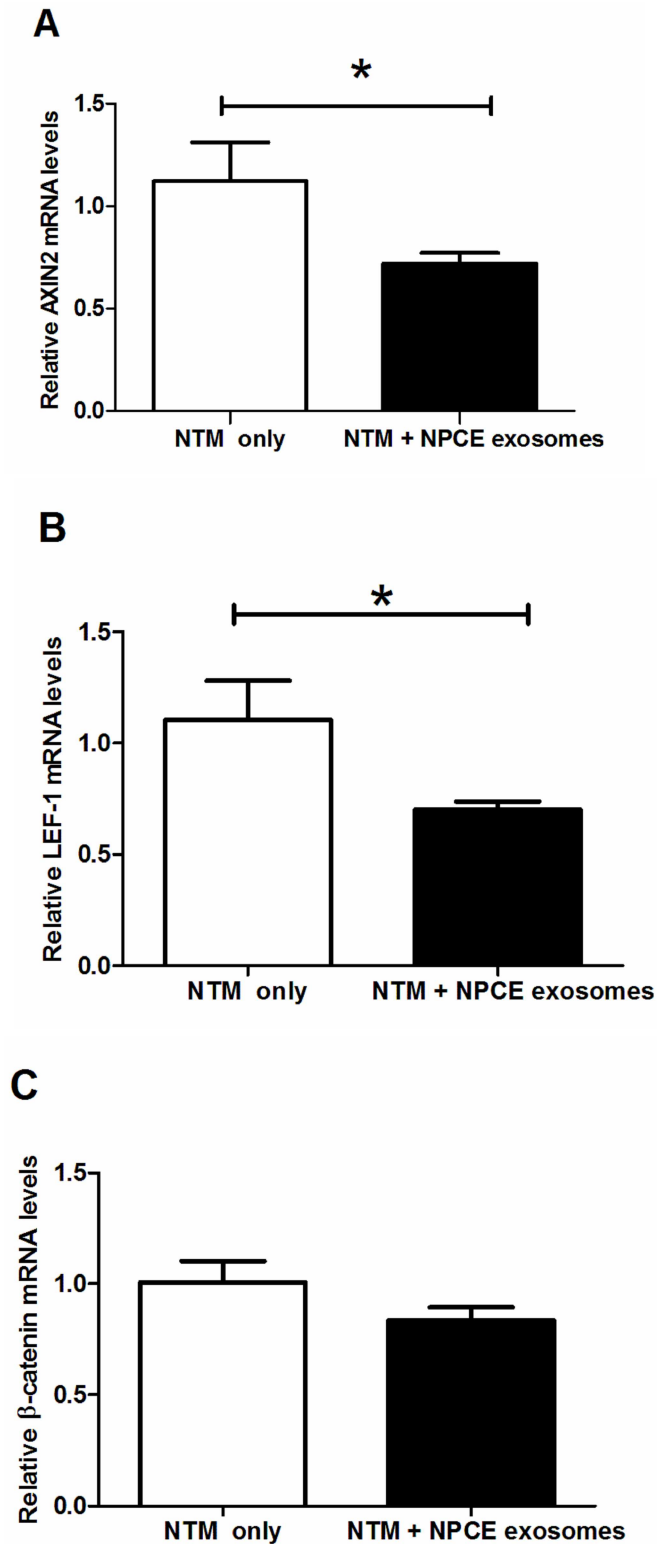 A
*
Relative AXIN2 mRNA levels
1.5
1.0
0.5
0.0
NTM only
NTM + NPCE exosomes
B
*
Relative LEF-1 mRNA levels
1.5
1.0
0.5
0.0
NTM only
NTM + NPCE exosomes
C
Relative β-catenin mRNA levels
1.5
1.0
0.5
0.0
NTM only
NTM + NPCE exosomes